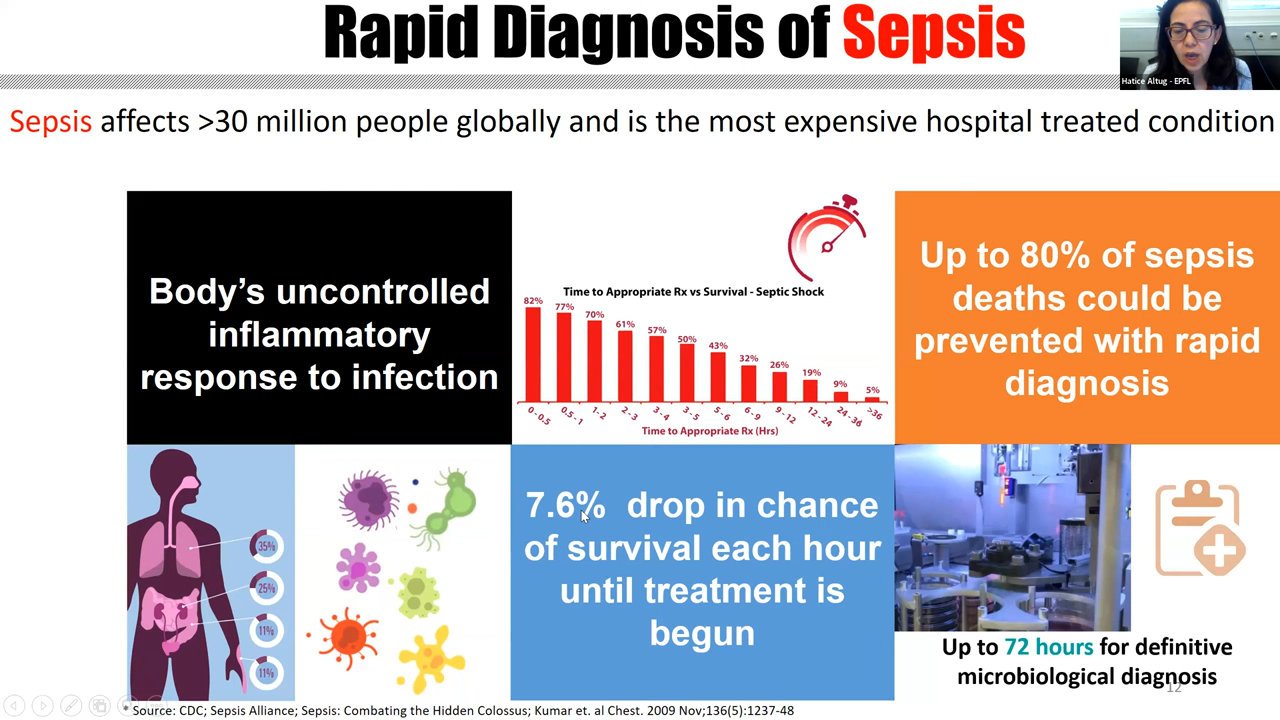 Rapid Diagnosis of Sepsis
Hatice Altug - EPFL
Sepsis affects >30 million people globally and is the most expensive hospital treated condition
Body's uncontrolled
inflammatory
response to infection
Time to Appropriate Rx vs Survival - Septic Shock
82%
77%
70%
61%
57%
50%
43%
32%
26%
19%
9%
5%
0 - 0.5
0.5 - 1
1 - 2
2 - 3
3 - 4
3 - 5
5 - 6
6 - 9
9 - 12
12 - 24
24 - 36
>36
Time to Appropriate Rx (Hrs)
Up to 80% of sepsis
deaths could be
prevented with rapid
diagnosis
35%
25%
11%
11%
7.6% drop in chance
of survival each hour
until treatment is
begun
Up to 72 hours for definitive
microbiological diagnosis
12
* Source: CDC; Sepsis Alliance; Sepsis: Combating the Hidden Colossus; Kumar et. al Chest. 2009 Nov;136(5):1237-48